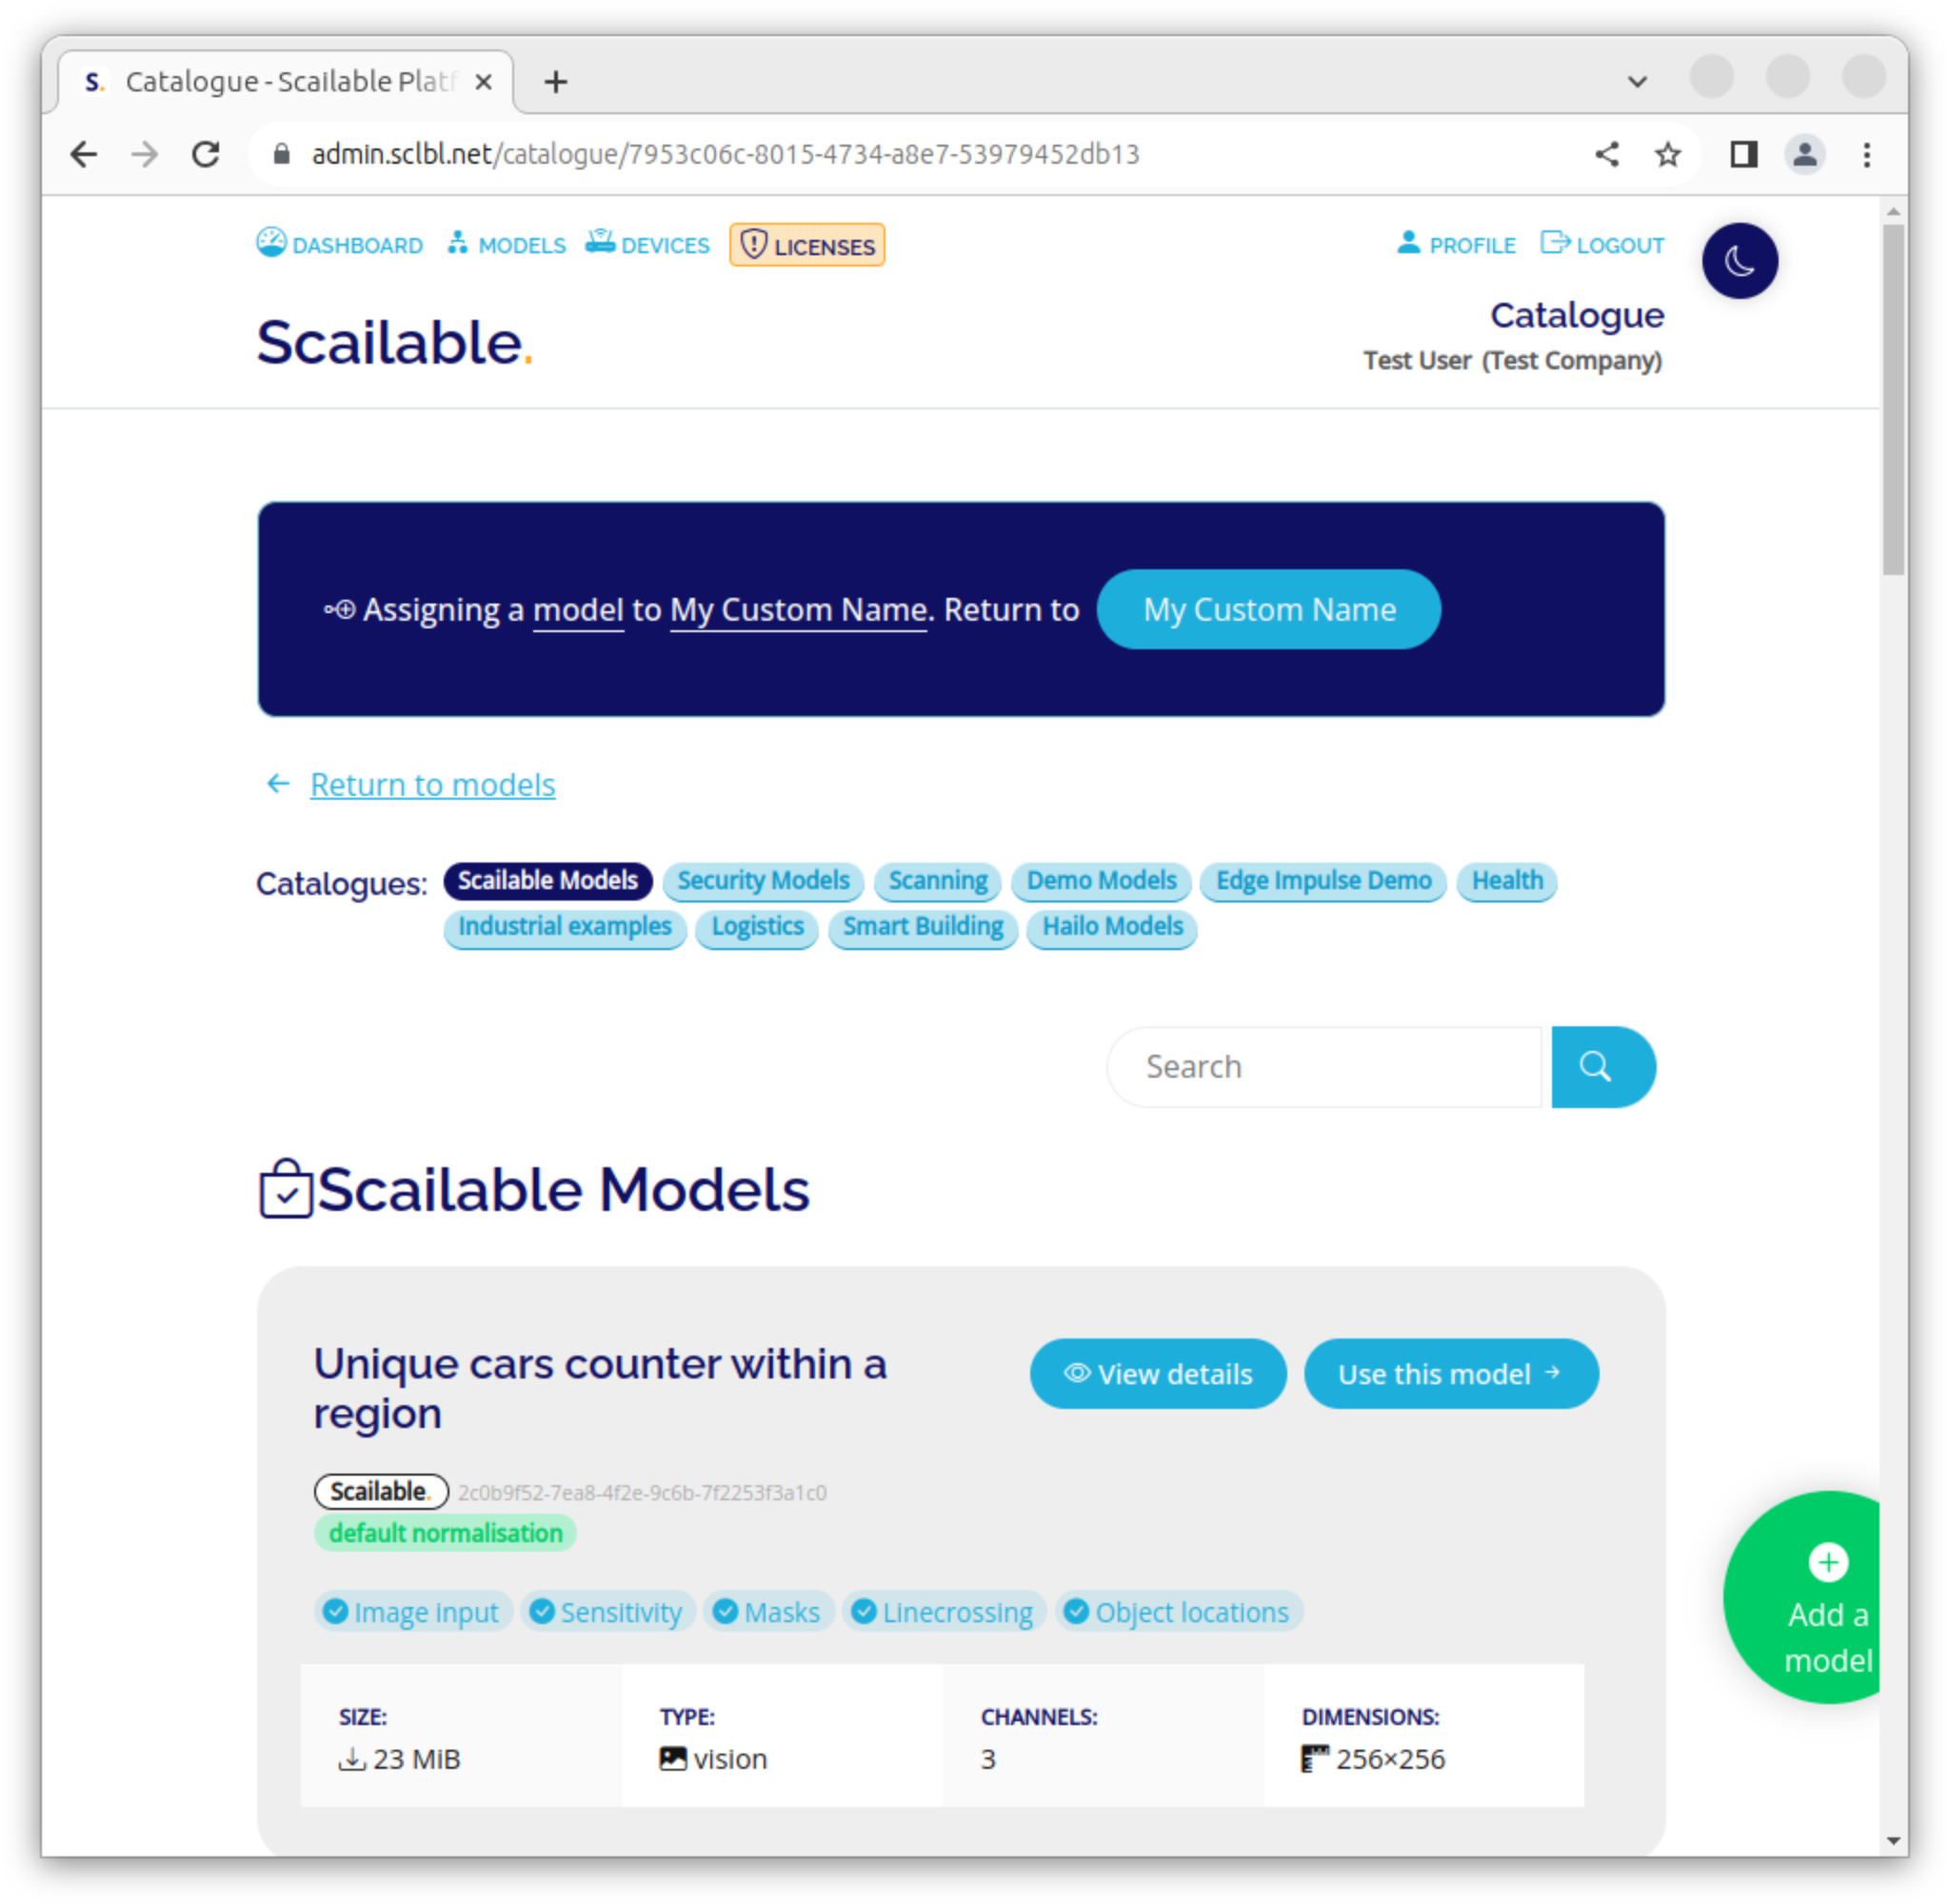 S. Catalogue - Scailable Platf
admin.sclbl.net/catalogue/7953c06c-8015-4734-a8e7-53979452db13
DASHBOARD MODELS DEVICES LICENSES PROFILE LOGOUT
Scailable.
Catalogue
Test User (Test Company)
Assigning a model to My Custom Name. Return to My Custom Name
Return to models
Catalogues: Scailable Models Security Models Scanning Demo Models Edge Impulse Demo Health
Industrial examples Logistics Smart Building Hailo Models
Search
Scailable Models
Unique cars counter within a
region
View details Use this model
Scailable. 2c0b9f52-7ea8-4f2e-9c6b-7f2253f3a1c0
default normalisation
Image input Sensitivity Masks Linecrossing Object locations
Add a
model
SIZE: TYPE: CHANNELS: DIMENSIONS:
23 MiB vision 3 256×256